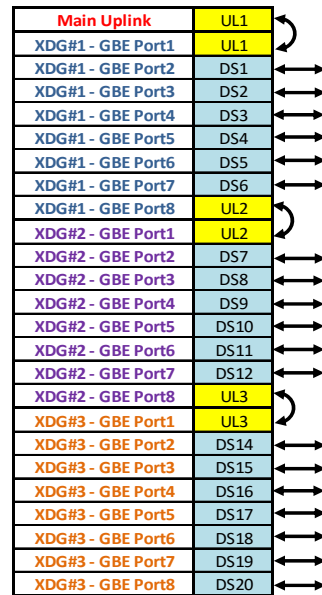 Main Uplink UL1
XDG#1 - GBE Port1 UL1
XDG#1 - GBE Port2 DS1
XDG#1 - GBE Port3 DS2
XDG#1 - GBE Port4 DS3
XDG#1 - GBE Port5 DS4
XDG#1 - GBE Port6 DS5
XDG#1 - GBE Port7 DS6
XDG#1 - GBE Port8 UL2
XDG#2 - GBE Port1 UL2
XDG#2 - GBE Port2 DS7
XDG#2 - GBE Port3 DS8
XDG#2 - GBE Port4 DS9
XDG#2 - GBE Port5 DS10
XDG#2 - GBE Port6 DS11
XDG#2 - GBE Port7 DS12
XDG#2 - GBE Port8 UL3
XDG#3 - GBE Port1 UL3
XDG#3 - GBE Port2 DS14
XDG#3 - GBE Port3 DS15
XDG#3 - GBE Port4 DS16
XDG#3 - GBE Port5 DS17
XDG#3 - GBE Port6 DS18
XDG#3 - GBE Port7 DS19
XDG#3 - GBE Port8 DS20